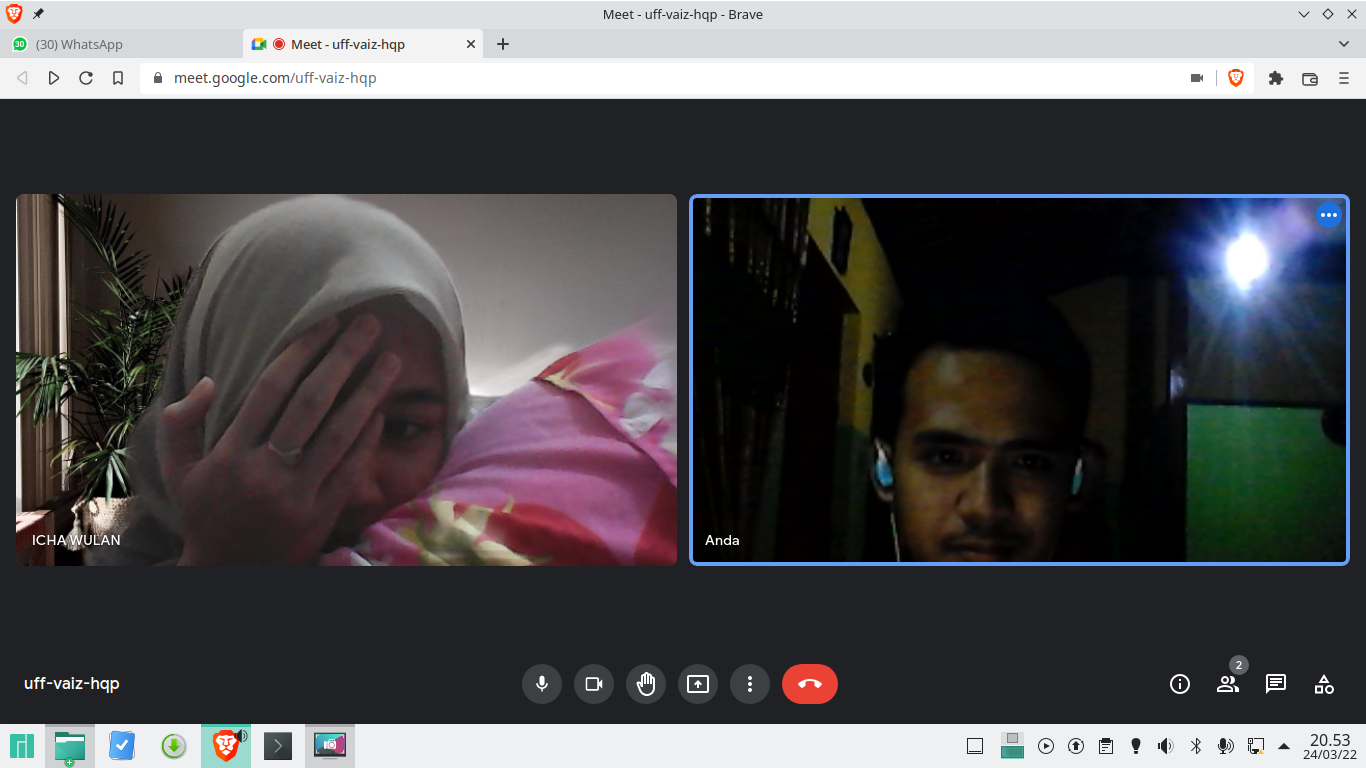 Meet - uff-vaiz-hqp - Brave
30
(30) WhatsApp
Meet - uff-vaiz-hqp
meet.google.com/uff-vaiz-hqp
ICHA WULAN
Anda
uff-vaiz-hqp
2
20.53
24/03/22